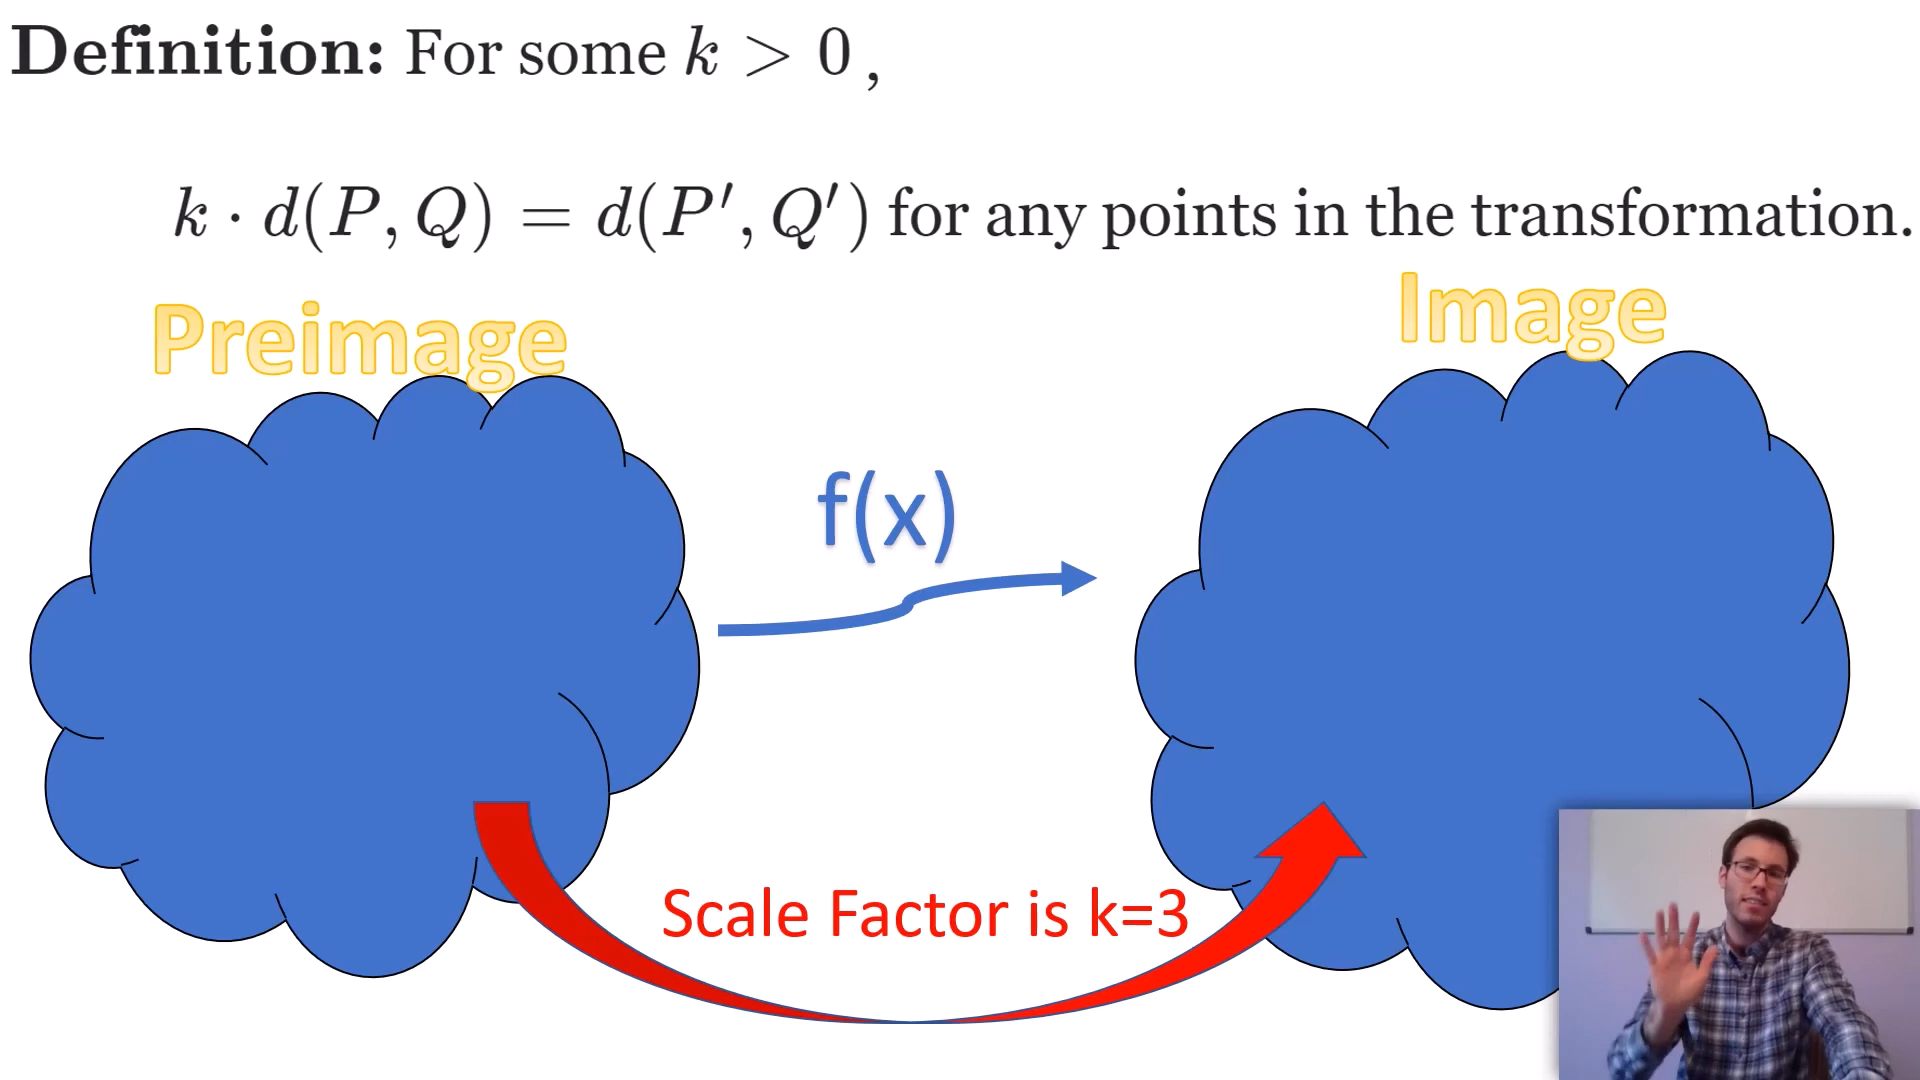 Definition: For some k > 0 ,
k · d(P, Q) = d(P′, Q′) for any points in the transformation.
Preimage
Image
f(x)
Scale Factor is k=3